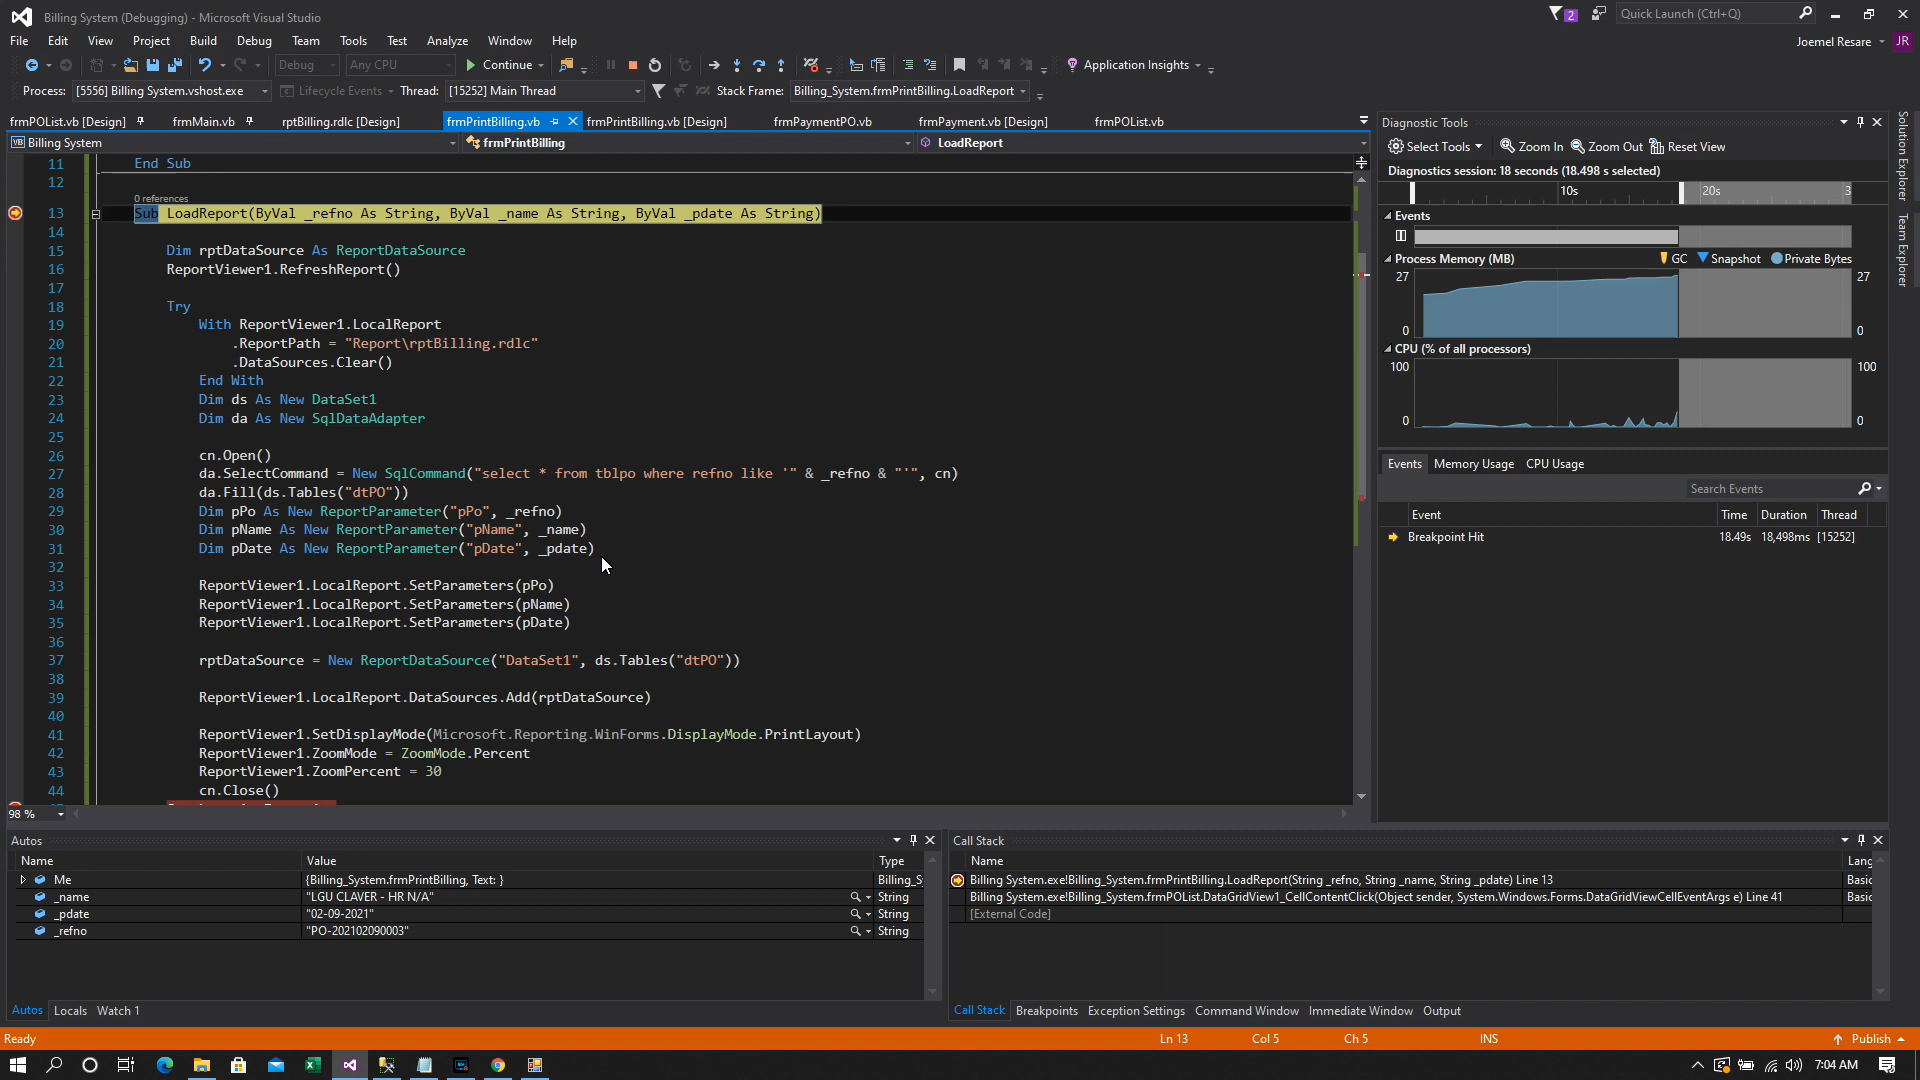 Billing System (Debugging) - Microsoft Visual Studio
2
Quick Launch (Ctrl+Q)
File Edit View Project Build Debug Team Tools Test Analyze Window Help
Joemel Resare JR
Debug Any CPU Continue Application Insights
Process: [5556] Billing System.vshost.exe Lifecycle Events Thread: [15252] Main Thread Stack Frame: Billing_System.frmPrintBilling.LoadReport
frmPOList.vb [Design] frmMain.vb rptBilling.rdlc [Design] frmPrintBilling.vb frmPrintBilling.vb [Design] frmPaymentPO.vb frmPayment.vb [Design] frmPOList.vb
VB Billing System frmPrintBilling LoadReport
11 End Sub
12
0 references
13 Sub LoadReport(ByVal _refno As String, ByVal _name As String, ByVal _pdate As String)
14
15 Dim rptDataSource As ReportDataSource
16 ReportViewer1.RefreshReport()
17
18 Try
19 With ReportViewer1.LocalReport
20 .ReportPath = "Report\rptBilling.rdlc"
21 .DataSources.Clear()
22 End With
23 Dim ds As New DataSet1
24 Dim da As New SqlDataAdapter
25
26 cn.Open()
27 da.SelectCommand = New SqlCommand("select * from tblpo where refno like '" & _refno & "'", cn)
28 da.Fill(ds.Tables("dtPO"))
29 Dim pPo As New ReportParameter("pPo", _refno)
30 Dim pName As New ReportParameter("pName", _name)
31 Dim pDate As New ReportParameter("pDate", _pdate)
32
33 ReportViewer1.LocalReport.SetParameters(pPo)
34 ReportViewer1.LocalReport.SetParameters(pName)
35 ReportViewer1.LocalReport.SetParameters(pDate)
36
37 rptDataSource = New ReportDataSource("DataSet1", ds.Tables("dtPO"))
38
39 ReportViewer1.LocalReport.DataSources.Add(rptDataSource)
40
41 ReportViewer1.SetDisplayMode(Microsoft.Reporting.WinForms.DisplayMode.PrintLayout)
42 ReportViewer1.ZoomMode = ZoomMode.Percent
43 ReportViewer1.ZoomPercent = 30
44 cn.Close()
98 %
Diagnostic Tools
Select Tools Zoom In Zoom Out Reset View
Diagnostics session: 18 seconds (18.498 s selected)
10s 20s 3
Events
Process Memory (MB) GC Snapshot Private Bytes
27 27
0 0
CPU (% of all processors)
100 100
0 0
Events Memory Usage CPU Usage
Search Events
Event Time Duration Thread
Breakpoint Hit 18.49s 18,498ms [15252]
Solution Explorer
Team Explorer
Autos
Name Value Type
Me {Billing_System.frmPrintBilling, Text: } Billing_S
_name "LGU CLAVER - HR N/A" String
_pdate "02-09-2021" String
_refno "PO-202102090003" String
Autos Locals Watch 1
Call Stack
Name Lang
Billing System.exe!Billing_System.frmPrintBilling.LoadReport(String _refno, String _name, String _pdate) Line 13 Basic
Billing System.exe!Billing_System.frmPOList.DataGridView1_CellContentClick(Object sender, System.Windows.Forms.DataGridViewCellEventArgs e) Line 41 Basic
[External Code]
Call Stack Breakpoints Exception Settings Command Window Immediate Window Output
Ready Ln 13 Col 5 Ch 5 INS Publish
7:04 AM